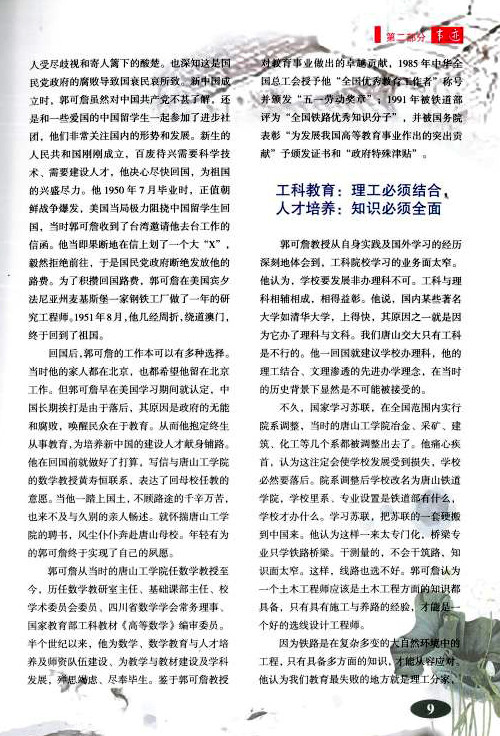 第二部分 事迹
人受尽歧视和寄人篱下的酸楚。也深知这是国
民党政府的腐败导致国衰民哀所致。新中国成
立时，郭可詹虽然对中国共产党不甚了解，还
是和一些爱国的中国留学生一起参加了进步社
团，他们非常关注国内的形势和发展。新生的
人民共和国刚刚成立，百废待兴需要科学技
术、需要建设人才，他决心尽快回国，为祖国
的兴盛尽力。他 1950 年 7 月毕业时，正值朝
鲜战争爆发，美国当局极力阻挠中国留学生回
国，当时郭可詹收到了台湾邀请他去台工作的
信函。他当即果断地在信上划了一个大“X”，
毅然拒绝前往，于是国民党政府断绝发放他的
路费。为了积攒回国路费，郭可詹在美国宾夕
法尼亚州麦基斯堡一家钢铁工厂做了一年的研
究工程师。1951年8月，他几经周折，绕道澳门，
终于回到了祖国。
回国后，郭可詹的工作本可以有多种选择。
当时他的家人都在北京，也都希望他留在北京
工作。但郭可詹早在美国学习期间就认定，中
国长期挨打是由于落后，其原因是政府的无能
和腐败，唤醒民众在于教育。从而他抱定终生
从事教育，为培养新中国的建设人才献身铺路。
他在回国前就做好了打算，写信与唐山工学院
的数学教授黄寿恒联系，表达了回母校任教的
意愿。当他一踏上国土，不顾路途的千辛万苦，
也来不及与久别的亲人畅述。就怀揣唐山工学
院的聘书，风尘仆仆奔赴唐山母校。年轻有为
的郭可詹终于实现了自己的夙愿。
郭可詹从当时的唐山工学院任数学教授至
今，历任数学教研室主任、基础课部主任、校
学术委员会委员、四川省数学学会常务理事、
国家教育部工科教材《高等数学》编审委员。
半个世纪以来，他为数学，数学教育与人才培
养及师资队伍建设、为教学与教材建设及学科
发展，殚思竭虑、尽奉毕生。鉴于郭可詹教授
对教育事业做出的卓越贡献，1985 年中华全
国总工会授予他“全国优秀教育工作者”称号
并颁发“五一劳动奖章”；1991 年被铁道部
评为“全国铁路优秀知识分子”，并被国务院
表彰“为发展我国高等教育事业作出的突出贡
献”予颁发证书和“政府特殊津贴”。
工科教育：理工必须结合，
人才培养：知识必须全面
郭可詹教授从自身实践及国外学习的经历
深刻地体会到，工科院校学习的业务面太窄。
他认为，学校要发展非办理科不可。工科与理
科相辅相成，相得益彰。他说，国内某些著名
大学如清华大学，上得快，其原因之一就是因
为它办了理科与文科。我们唐山交大只有工科
是不行的。他一回国就建议学校办理科，他的
理工结合、文理渗透的先进办学理念，在当时
的历史背景下显然是不可能被接受的。
不久，国家学习苏联，在全国范围内实行
院系调整，当时的唐山工学院冶金、采矿、建
筑、化工等几个系都被调整出去了。他痛心疾
首，认为这注定会使学校发展受到损失，学校
必然要落后。院系调整后学校改名为唐山铁道
学院，学校里系、专业设置是铁道部有什么，
学校才办什么。学习苏联，把苏联的一套硬搬
到中国来。他认为这样一来太专门化，桥梁专
业只学铁路桥梁。干测量的，不会干筑路，知
识面太窄。这样，线路也选不好。郭可詹认为
一个土木工程师应该是土木工程方面的知识都
具备，只有具有施工与养路的经验，才能是一
个好的选线设计工程师。
因为铁路是在复杂多变的大自然环境中的
工程，只有具备多方面的知识，才能从容应对。
他认为我们教育最失败的地方就是理工分家，
9